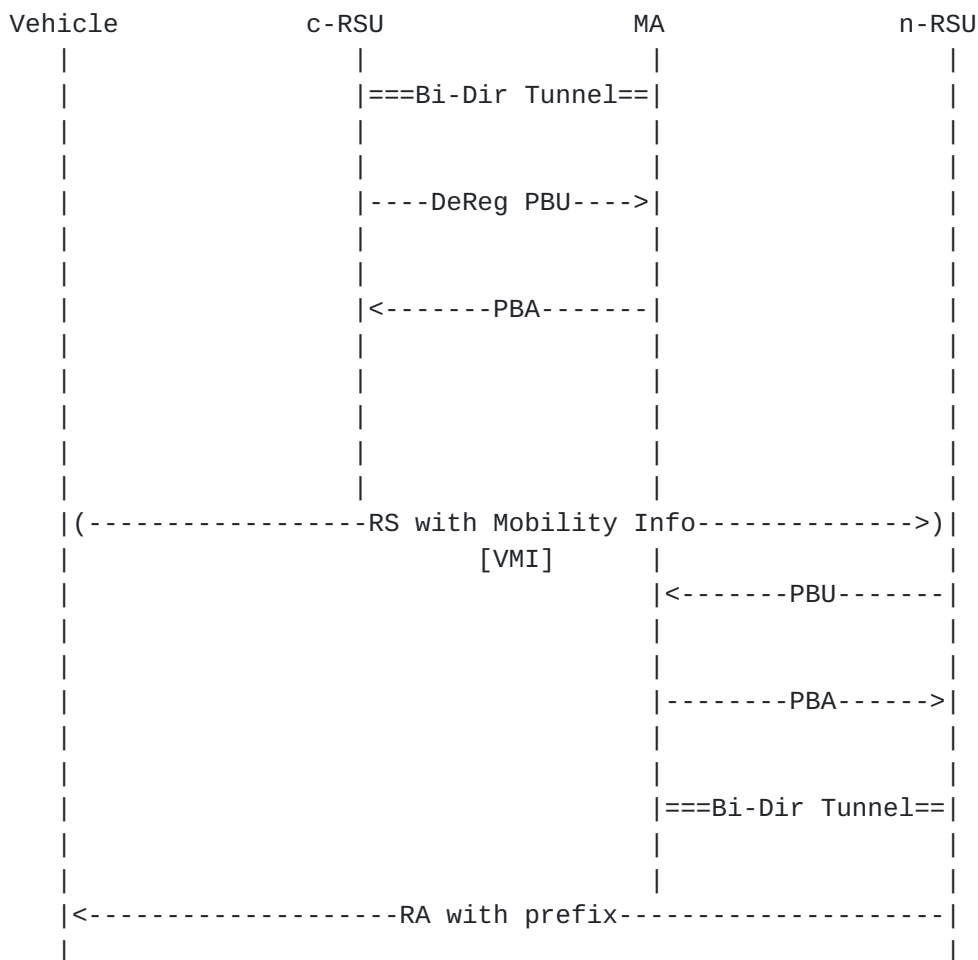 Vehicle c-RSU MA n-RSU
|===Bi-Dir Tunnel==|
|----DeReg PBU---->|
|<-------PBA-------|
|(------------------RS with Mobility Info-------------->)|
[VMI]
|<-------PBU-------|
|--------PBA------>|
|===Bi-Dir Tunnel==|
|<--------------------RA with prefix---------------------|